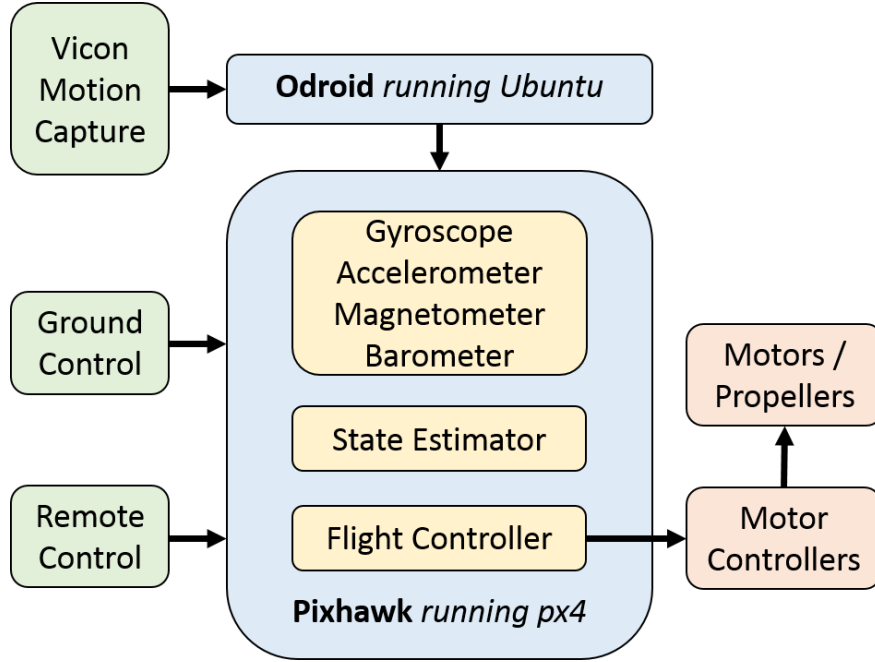 Vicon
Motion
Capture
Odroid running Ubuntu
Gyroscope
Accelerometer
Magnetometer
Barometer
Ground
Control
Motors /
Propellers
State Estimator
Remote
Control
Flight Controller
Motor
Controllers
Pixhawk running px4